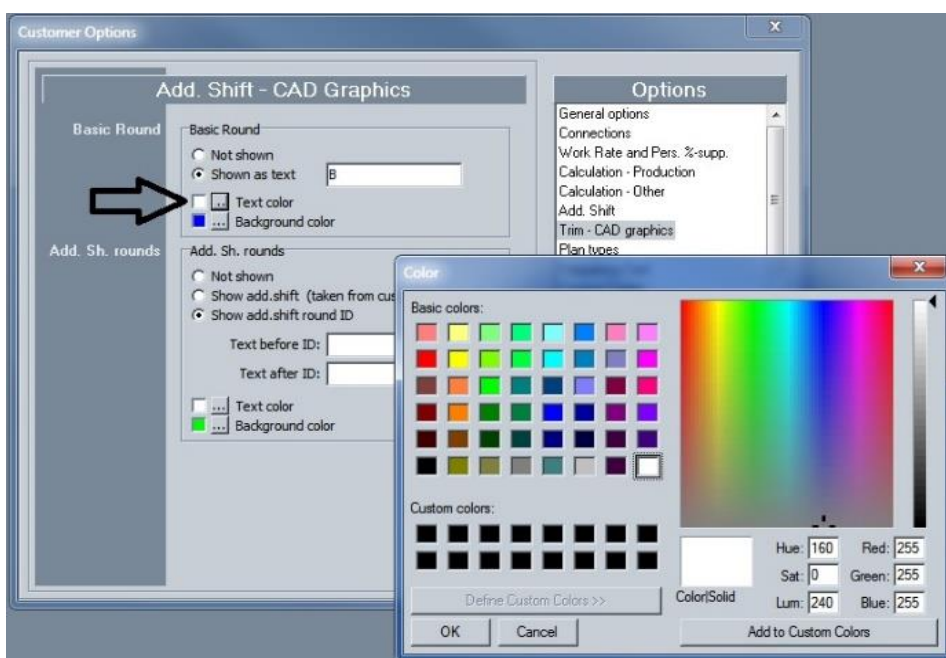 Customer Options
x
Add. Shift - CAD Graphics
Basic Round
Basic Round
Not shown
Shown as text B
... Text color
... Background color
Add. Sh. rounds
Add. Sh. rounds
Not shown
Show add.shift (taken from cus
Show add.shift round ID
Text before ID:
Text after ID:
... Text color
... Background color
Options
General options
Connections
Work Rate and Pers. %-supp.
Calculation - Production
Calculation - Other
Add. Shift
Trim - CAD graphics
Plan types
Color
x
Basic colors:
Custom colors:
Define Custom Colors >>
OK Cancel
Color|Solid
Hue: 160 Red: 255
Sat: 0 Green: 255
Lum: 240 Blue: 255
Add to Custom Colors